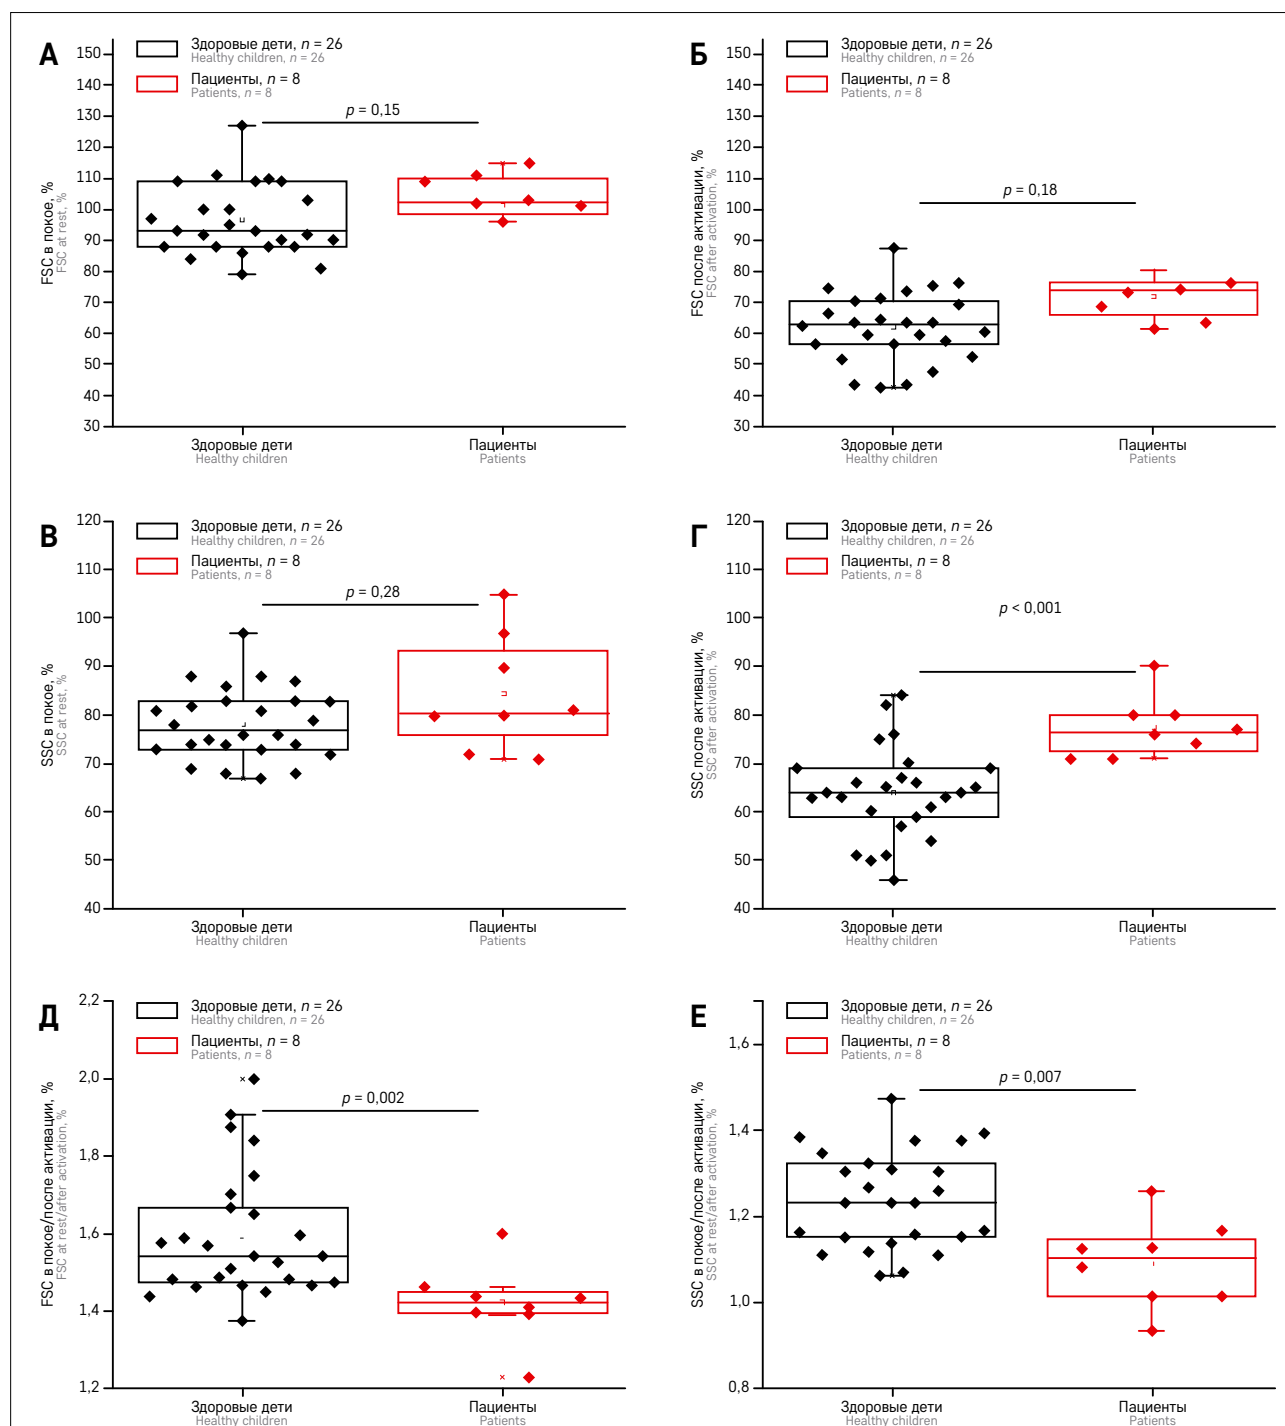 А
Здоровые дети, n = 26
Healthy children, n = 26
Пациенты, n = 8
Patients, n = 8
p = 0,15
FSC в покое, %
FSC at rest, %
150
140
130
120
110
100
90
80
70
60
50
40
30
Здоровые дети
Healthy children
Пациенты
Patients
Б
Здоровые дети, n = 26
Healthy children, n = 26
Пациенты, n = 8
Patients, n = 8
p = 0,18
FSC после активации, %
FSC after activation, %
150
140
130
120
110
100
90
80
70
60
50
40
30
Здоровые дети
Healthy children
Пациенты
Patients
В
Здоровые дети, n = 26
Healthy children, n = 26
Пациенты, n = 8
Patients, n = 8
p = 0,28
SSC в покое, %
SSC at rest, %
120
110
100
90
80
70
60
50
40
Здоровые дети
Healthy children
Пациенты
Patients
Г
Здоровые дети, n = 26
Healthy children, n = 26
Пациенты, n = 8
Patients, n = 8
p < 0,001
SSC после активации, %
SSC after activation, %
120
110
100
90
80
70
60
50
40
Здоровые дети
Healthy children
Пациенты
Patients
Д
Здоровые дети, n = 26
Healthy children, n = 26
Пациенты, n = 8
Patients, n = 8
p = 0,002
FSC в покое/после активации, %
FSC at rest/after activation, %
2,2
2,0
1,8
1,6
1,4
1,2
Здоровые дети
Healthy children
Пациенты
Patients
Е
Здоровые дети, n = 26
Healthy children, n = 26
Пациенты, n = 8
Patients, n = 8
p = 0,007
SSC в покое/после активации, %
SSC at rest/after activation, %
1,6
1,4
1,2
1,0
0,8
Здоровые дети
Healthy children
Пациенты
Patients